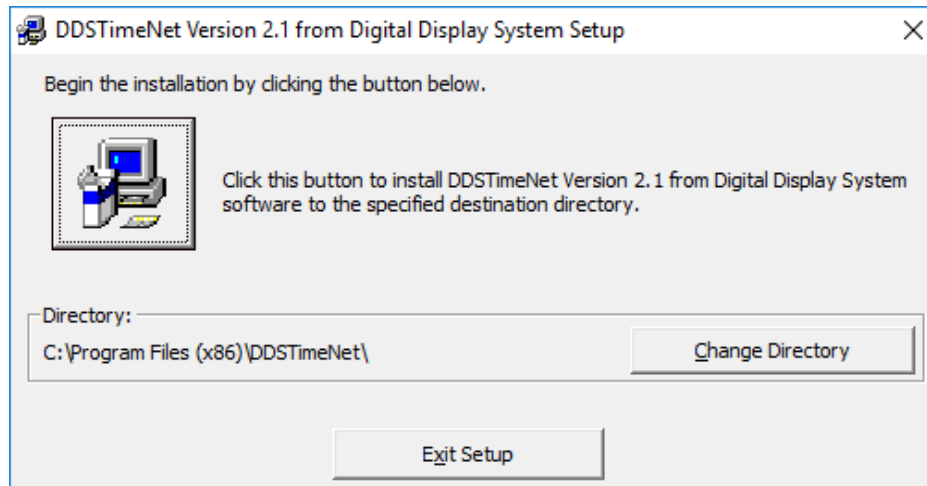 DDSTimeNet Version 2.1 from Digital Display System Setup
Begin the installation by clicking the button below.
Click this button to install DDSTimeNet Version 2.1 from Digital Display System
software to the specified destination directory.
Directory:
C:\Program Files (x86)\DDSTimeNet\
Change Directory
Exit Setup